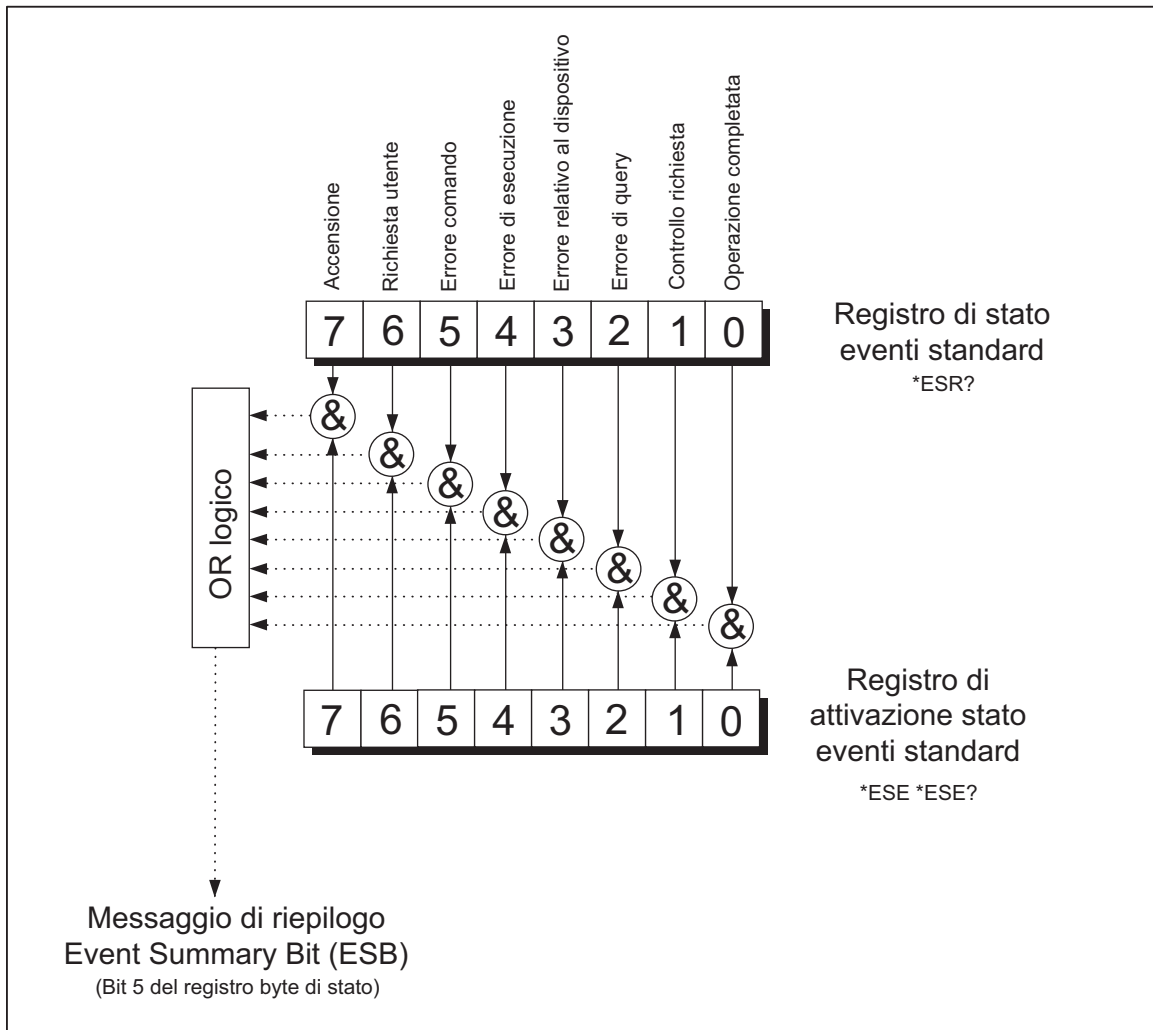 Accensione
Richiesta utente
Errore comando
Errore di esecuzione
Errore relativo al dispositivo
Errore di query
Controllo richiesta
Operazione completata
7 6 5 4 3 2 1 0
Registro di stato
eventi standard
*ESR?
&
&
&
&
&
&
&
&
OR logico
7 6 5 4 3 2 1 0
Registro di
attivazione stato
eventi standard
*ESE *ESE?
Messaggio di riepilogo
Event Summary Bit (ESB)
(Bit 5 del registro byte di stato)